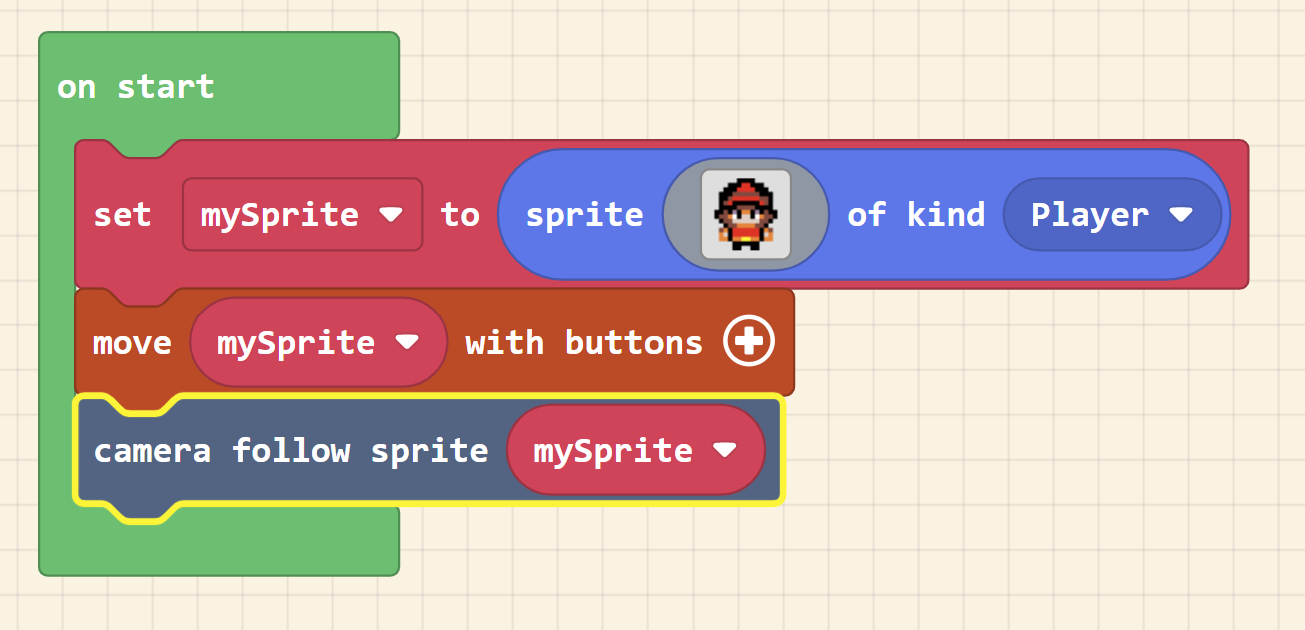 on start
set mySprite to sprite of kind Player
move mySprite with buttons
camera follow sprite mySprite